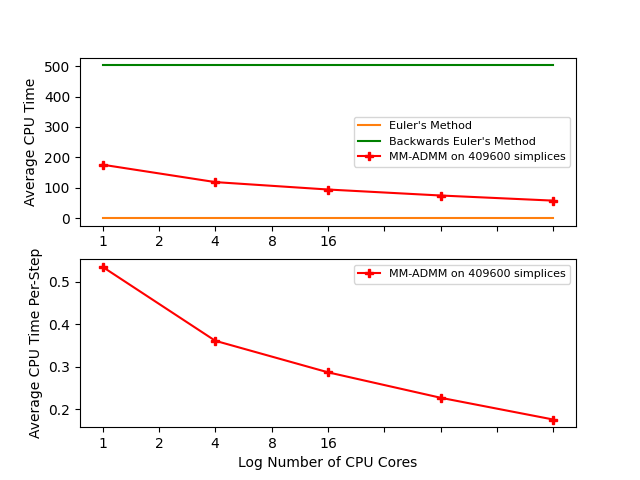 Average CPU Time
500
400
300
200
100
0
Euler's Method
Backwards Euler's Method
MM-ADMM on 409600 simplices
1 2 4 8 16
Average CPU Time Per-Step
0.5
0.4
0.3
0.2
MM-ADMM on 409600 simplices
1 2 4 8 16
Log Number of CPU Cores